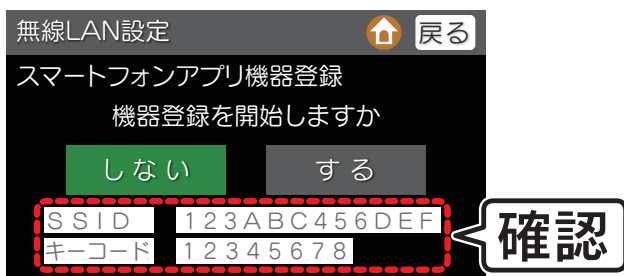 無線LAN設定 戻る
スマートフォンアプリ機器登録
機器登録を開始しますか
しない する
SSID 123ABC456DEF
キーコード 12345678
確認